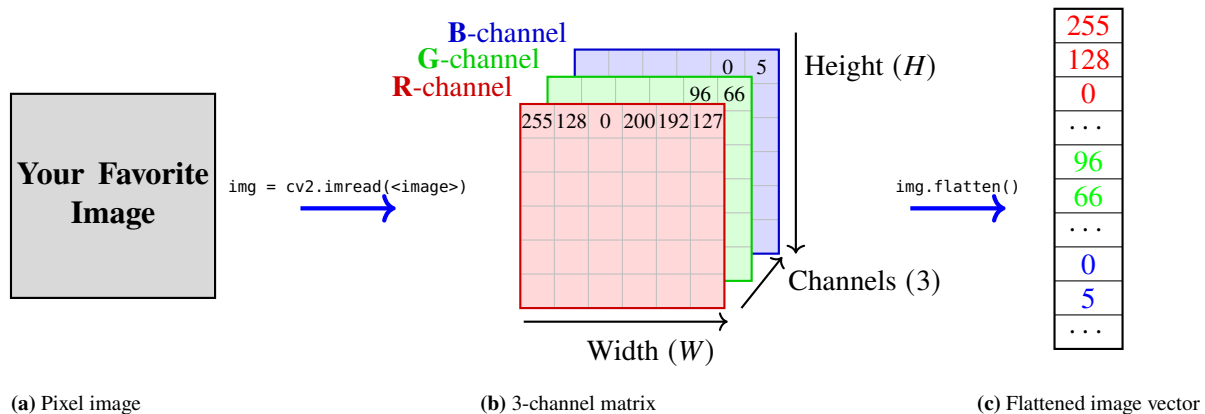 Your Favorite
Image
img = cv2.imread(<image>)
B-channel
G-channel
R-channel
0 5
96 66
255 128 0 200 192 127
Height (H)
Channels (3)
Width (W)
img.flatten()
255
128
0
...
96
66
...
0
5
...
(a) Pixel image
(b) 3-channel matrix
(c) Flattened image vector